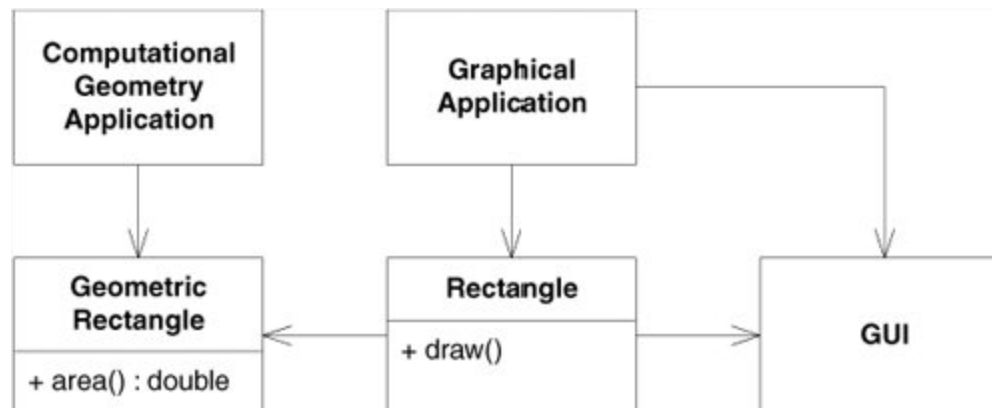 Computational
Geometry
Application
Graphical
Application
Geometric
Rectangle
+ area() : double
Rectangle
+ draw()
GUI